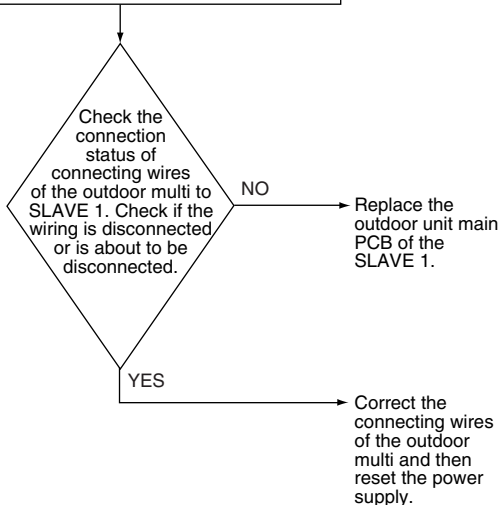 Check the
connection
status of
connecting wires
of the outdoor multi to
SLAVE 1. Check if the
wiring is disconnected
or is about to be
disconnected.
NO
Replace the
outdoor unit main
PCB of the
SLAVE 1.
YES
Correct the
connecting wires
of the outdoor
multi and then
reset the power
supply.